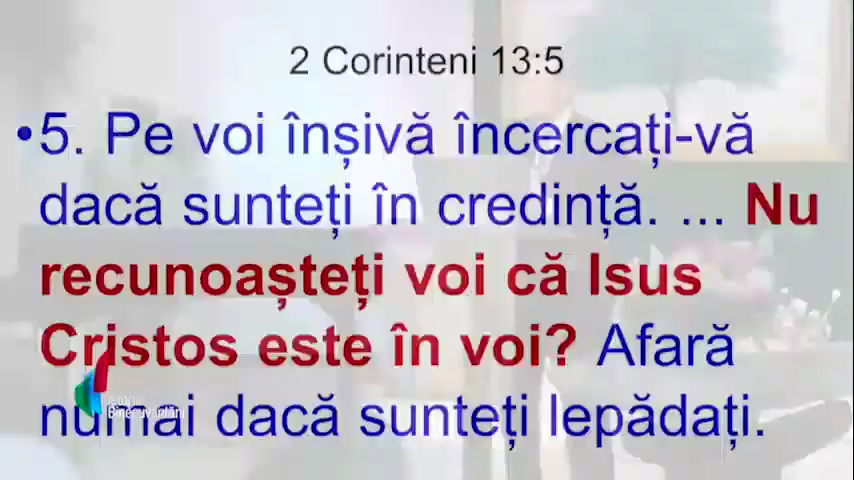 2 Corinteni 13:5
•5. Pe voi înșivă încercați-vă
dacă sunteți în credință. ... Nu
recunoașteți voi că Isus
Cristos este în voi? Afară
numai dacă sunteți lepădați.
Binecuvântării